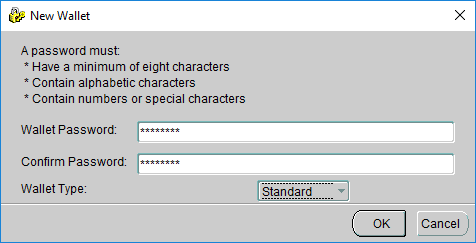 New Wallet
A password must:
* Have a minimum of eight characters
* Contain alphabetic characters
* Contain numbers or special characters
Wallet Password: ********
Confirm Password: ********
Wallet Type: Standard
OK Cancel